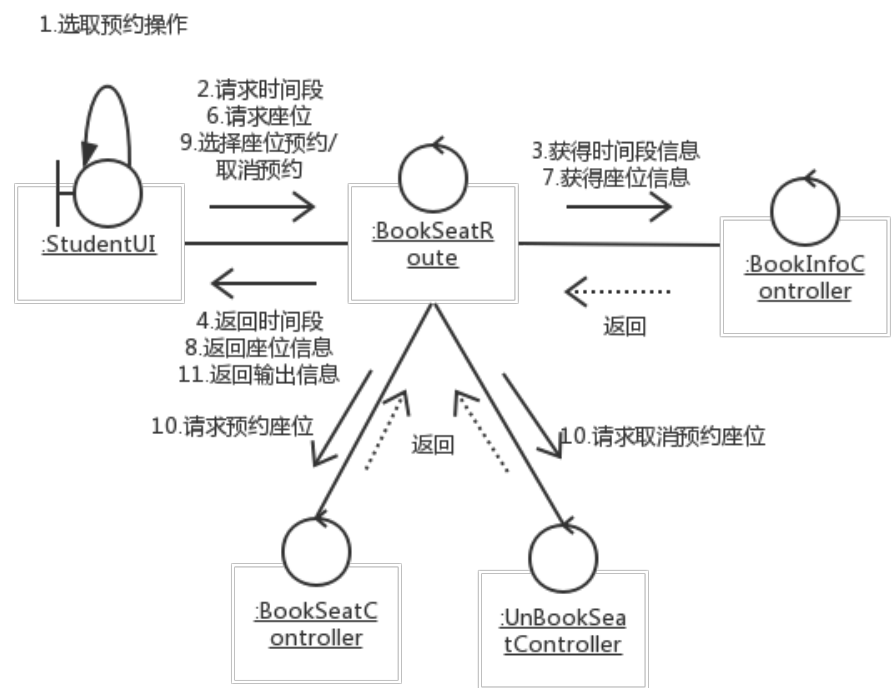 1.选取预约操作
2.请求时间段
6.请求座位
9.选择座位预约/
取消预约
3.获得时间段信息
7.获得座位信息
:StudentUI
:BookSeatR
oute
:BookInfoC
ontroller
4.返回时间段
8.返回座位信息
11.返回输出信息
返回
10.请求预约座位
返回
10.请求取消预约座位
:BookSeatC
ontroller
:UnBookSea
tController